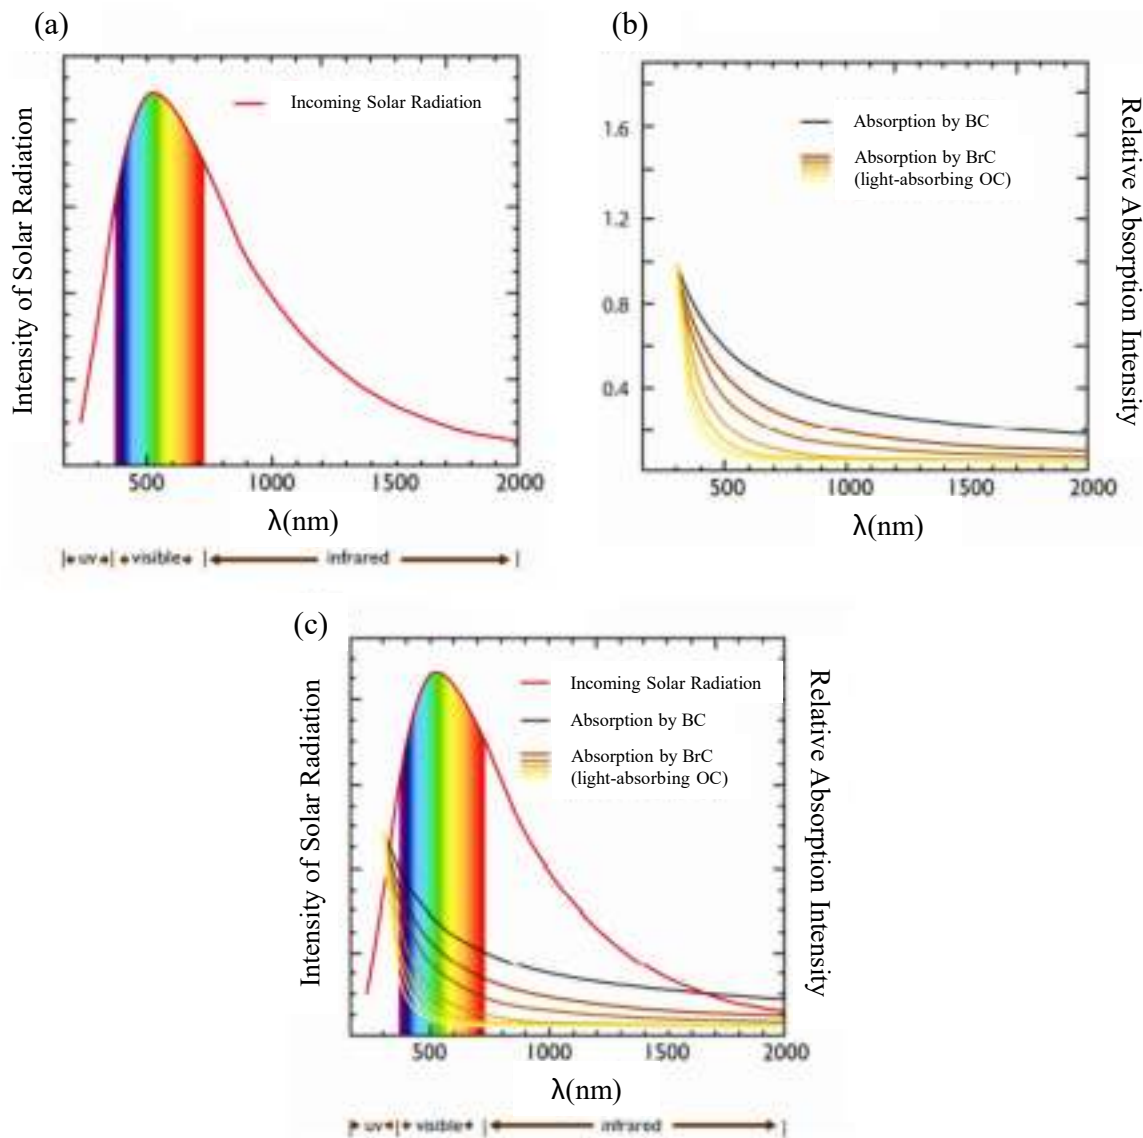 (a)
Intensity of Solar Radiation
Incoming Solar Radiation
500
1000
1500
2000
λ(nm)
uv
visible
infrared
(b)
1.6
1.2
0.8
0.4
Absorption by BC
Absorption by BrC
(light-absorbing OC)
Relative Absorption Intensity
500
1000
1500
2000
λ(nm)
(c)
Intensity of Solar Radiation
Incoming Solar Radiation
Absorption by BC
Absorption by BrC
(light-absorbing OC)
Relative Absorption Intensity
500
1000
1500
2000
λ(nm)
uv
visible
infrared